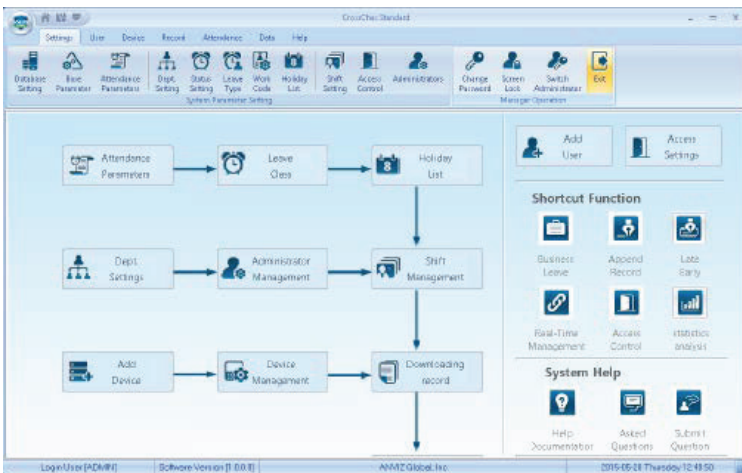 CrossChex Standard
Settings User Device Record Attendance Data Help
Database Setting
Base Parameter
Attendance Parameters
Dept. Setting
Status Setting
Leave Type
Work Code
Holiday List
Shift Setting
Access Control
Administrators
Change Password
Screen Lock
Switch Administrator
Exit
System Parameter Setting
Manager Operation
Attendance
Parameters
Leave
Class
Holiday
List
8
Dept.
Settings
Administrator
Management
Shift
Management
Add
Device
Device
Management
Downloading
record
Add
User
Access
Settings
Shortcut Function
Business
Leave
Append
Record
Late
Early
Real-Time
Management
Access
Control
statistics
analysis
System Help
Help
Documentation
Asked
Questions
Submit
Question
Login User [ADMIN]
Software Version [1.0.0.1]
ANVIZ Global, Inc.
2015-05-28 Thursday 12:48:50